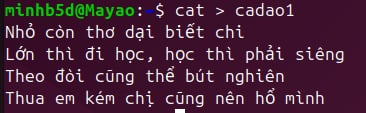 minhb5d@Mayao:~$ cat > cadao1
Nhỏ còn thơ dại biết chi
Lớn thì đi học, học thì phải siêng
Theo đòi cũng thể bút nghiên
Thua em kém chị cũng nên hổ mình